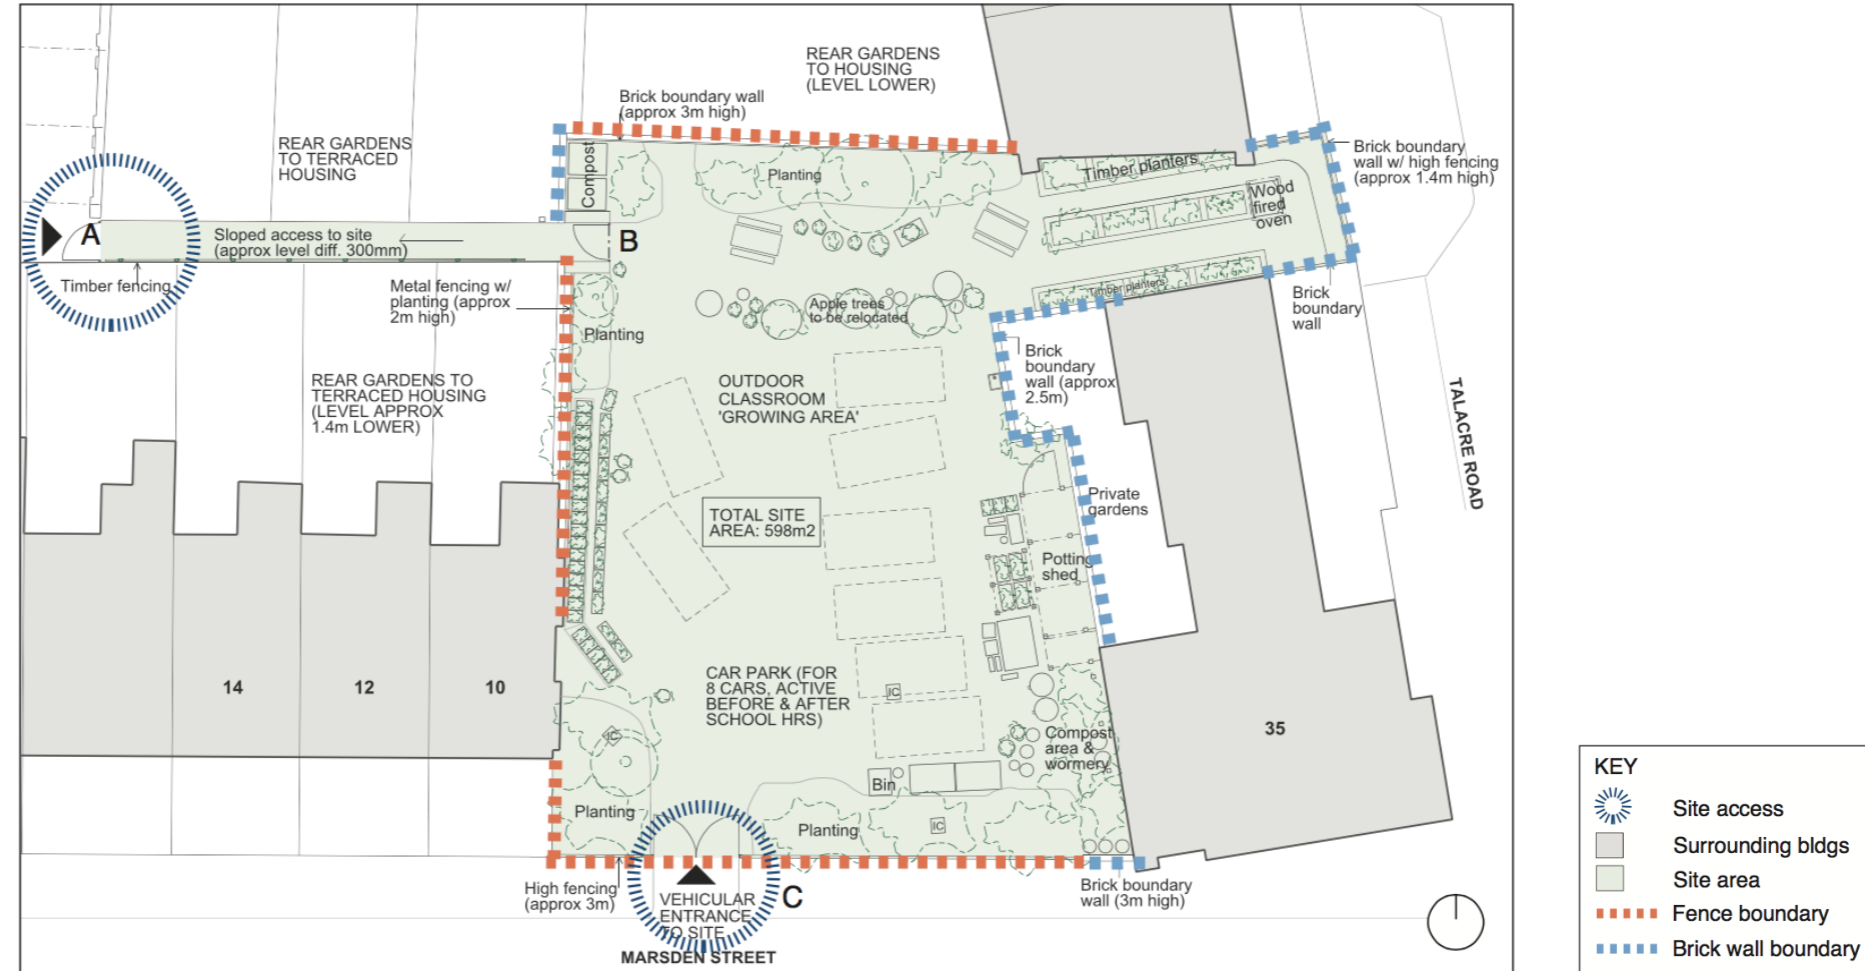 REAR GARDENS
TO HOUSING
(LEVEL LOWER)
Brick boundary wall
(approx 3m high)
REAR GARDENS
TO TERRACED
HOUSING
Compost
Planting
Timber planters
Wood
fired
oven
Brick boundary
wall w/ high fencing
(approx 1.4m high)
A
Sloped access to site
(approx level diff. 300mm)
B
Timber fencing
Metal fencing w/
planting (approx
2m high)
Planting
Apple trees
to be relocated
Timber planters
Brick
boundary
wall
Brick
boundary
wall (approx
2.5m)
REAR GARDENS TO
TERRACED HOUSING
(LEVEL APPROX
1.4m LOWER)
OUTDOOR
CLASSROOM
'GROWING AREA'
TALACRE ROAD
Private
gardens
TOTAL SITE
AREA: 598m2
Potting
shed
14
12
10
CAR PARK (FOR
8 CARS, ACTIVE
BEFORE & AFTER
SCHOOL HRS)
IC
IC
35
Compost
area &
wormery
Bin
Planting
Planting
IC
High fencing
(approx 3m)
VEHICULAR
ENTRANCE
TO SITE
C
Brick boundary
wall (3m high)
MARSDEN STREET
KEY
Site access
Surrounding bldgs
Site area
Fence boundary
Brick wall boundary